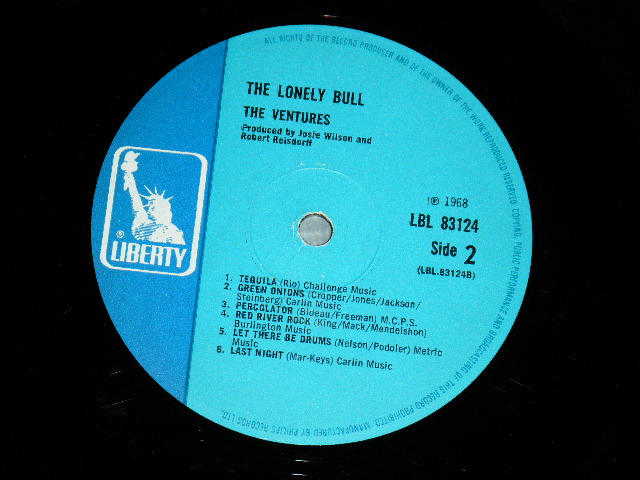 ALL RIGHTS OF THE RECORD PRODUCER AND OF THE OWNER OF THE WORK REPRODUCED RESERVED. COPYING, PUBLIC PERFORMANCE AND BROADCASTING OF THIS RECORD PROHIBITED. MANUFACTURED BY PHILIPS RECORDS LTD.
THE LONELY BULL
THE VENTURES
Produced by Josie Wilson and
Robert Reisdorff
® LIBERTY
!℗ 1968
LBL 83124
Side 2
(LBL.83124B)
1. TEQUILA (Rio) Challonge Music
2. GREEN ONIONS (Cropper/Jones/Jackson/
Steinberg) Carlin Music
3. PERCOLATOR (Bideau/Freeman) M.C.P.S.
4. RED RIVER ROCK (King/Mack/Mendelshon)
Burlington Music
5. LET THERE BE DRUMS (Nelson/Podoler) Metric
Music
6. LAST NIGHT (Mar-Keys) Carlin Music